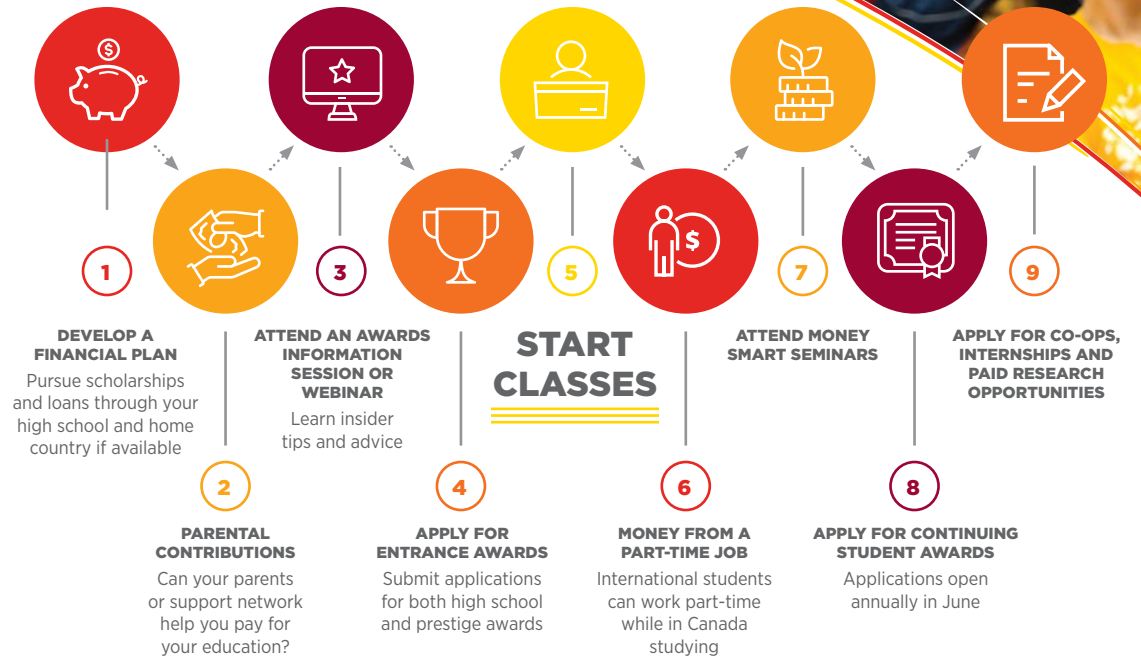 $
1
DEVELOP A
FINANCIAL PLAN
Pursue scholarships
and loans through your
high school and home
country if available
2
PARENTAL
CONTRIBUTIONS
Can your parents
or support network
help you pay for
your education?
3
ATTEND AN AWARDS
INFORMATION
SESSION OR
WEBINAR
Learn insider
tips and advice
4
APPLY FOR
ENTRANCE AWARDS
Submit applications
for both high school
and prestige awards
5
START
CLASSES
$
6
MONEY FROM A
PART-TIME JOB
International students
can work part-time
while in Canada
studying
7
ATTEND MONEY
SMART SEMINARS
8
APPLY FOR CONTINUING
STUDENT AWARDS
Applications open
annually in June
9
APPLY FOR CO-OPS,
INTERNSHIPS AND
PAID RESEARCH
OPPORTUNITIES